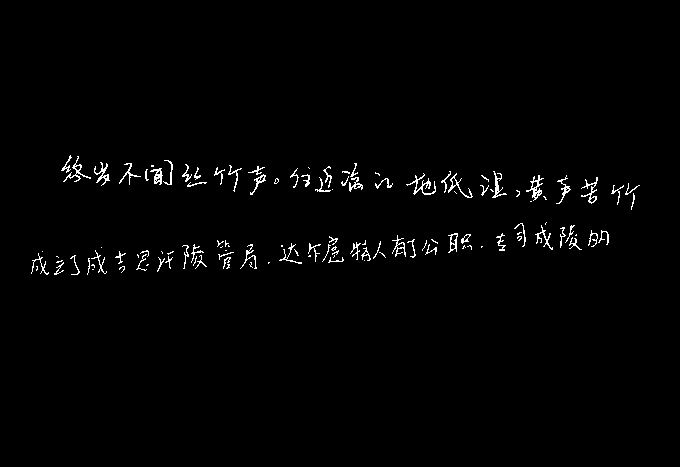 终岁不闻丝竹声。住近湓江地低湿，黄芦苦竹
成立了成吉思汗陵管局.达尔扈特人有了公职.专司成陵的